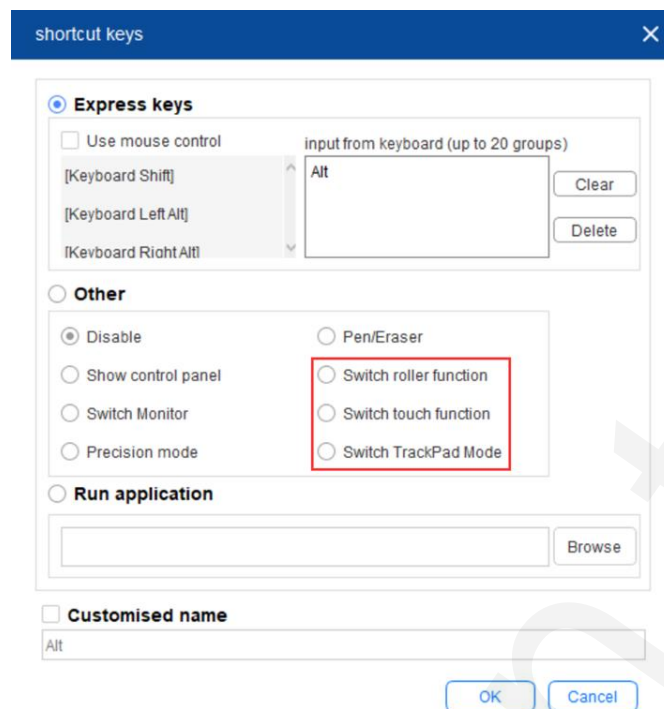 shortcut keys
Express keys
Use mouse control
input from keyboard (up to 20 groups)
[Keyboard Shift]
[Keyboard Left Alt]
[Keyboard Right Alt]
Alt
Clear
Delete
Other
Disable
Pen/Eraser
Show control panel
Switch roller function
Switch Monitor
Switch touch function
Precision mode
Switch TrackPad Mode
Run application
Browse
Customised name
Alt
OK
Cancel